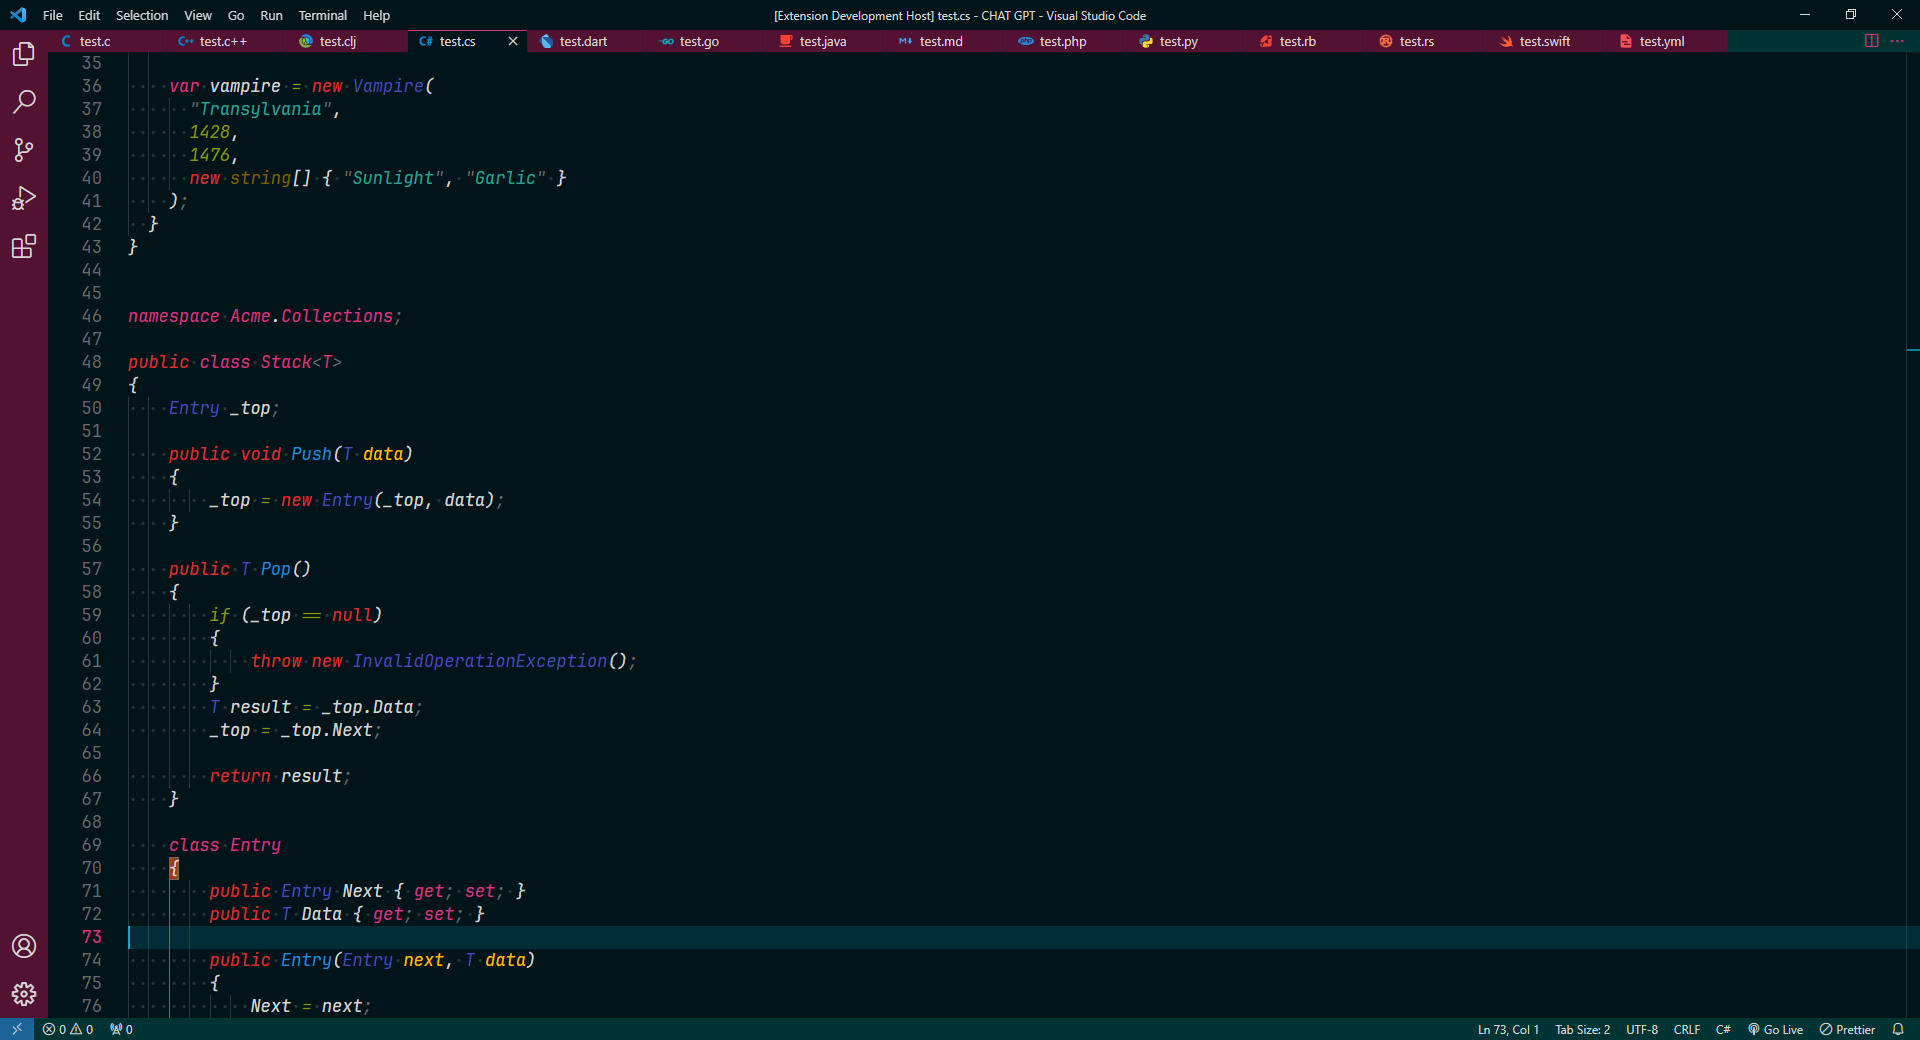 File Edit Selection View Go Run Terminal Help [Extension Development Host] test.cs - CHAT GPT - Visual Studio Code
C test.c C++ test.c++ test.clj C# test.cs test.dart GO test.go test.java M↓ test.md php test.php test.py test.rb test.rs test.swift test.yml
35
36 var vampire = new Vampire(
37 "Transylvania",
38 1428,
39 1476,
40 new string[] { "Sunlight", "Garlic" }
41 );
42 }
43 }
44
45
46 namespace Acme.Collections;
47
48 public class Stack<T>
49 {
50 Entry _top;
51
52 public void Push(T data)
53 {
54 _top = new Entry(_top, data);
55 }
56
57 public T Pop()
58 {
59 if (_top == null)
60 {
61 throw new InvalidOperationException();
62 }
63 T result = _top.Data;
64 _top = _top.Next;
65
66 return result;
67 }
68
69 class Entry
70 {
71 public Entry Next { get; set; }
72 public T Data { get; set; }
73
74 public Entry(Entry next, T data)
75 {
76 Next = next;
0 0 0 Ln 73, Col 1 Tab Size: 2 UTF-8 CRLF C# Go Live Prettier